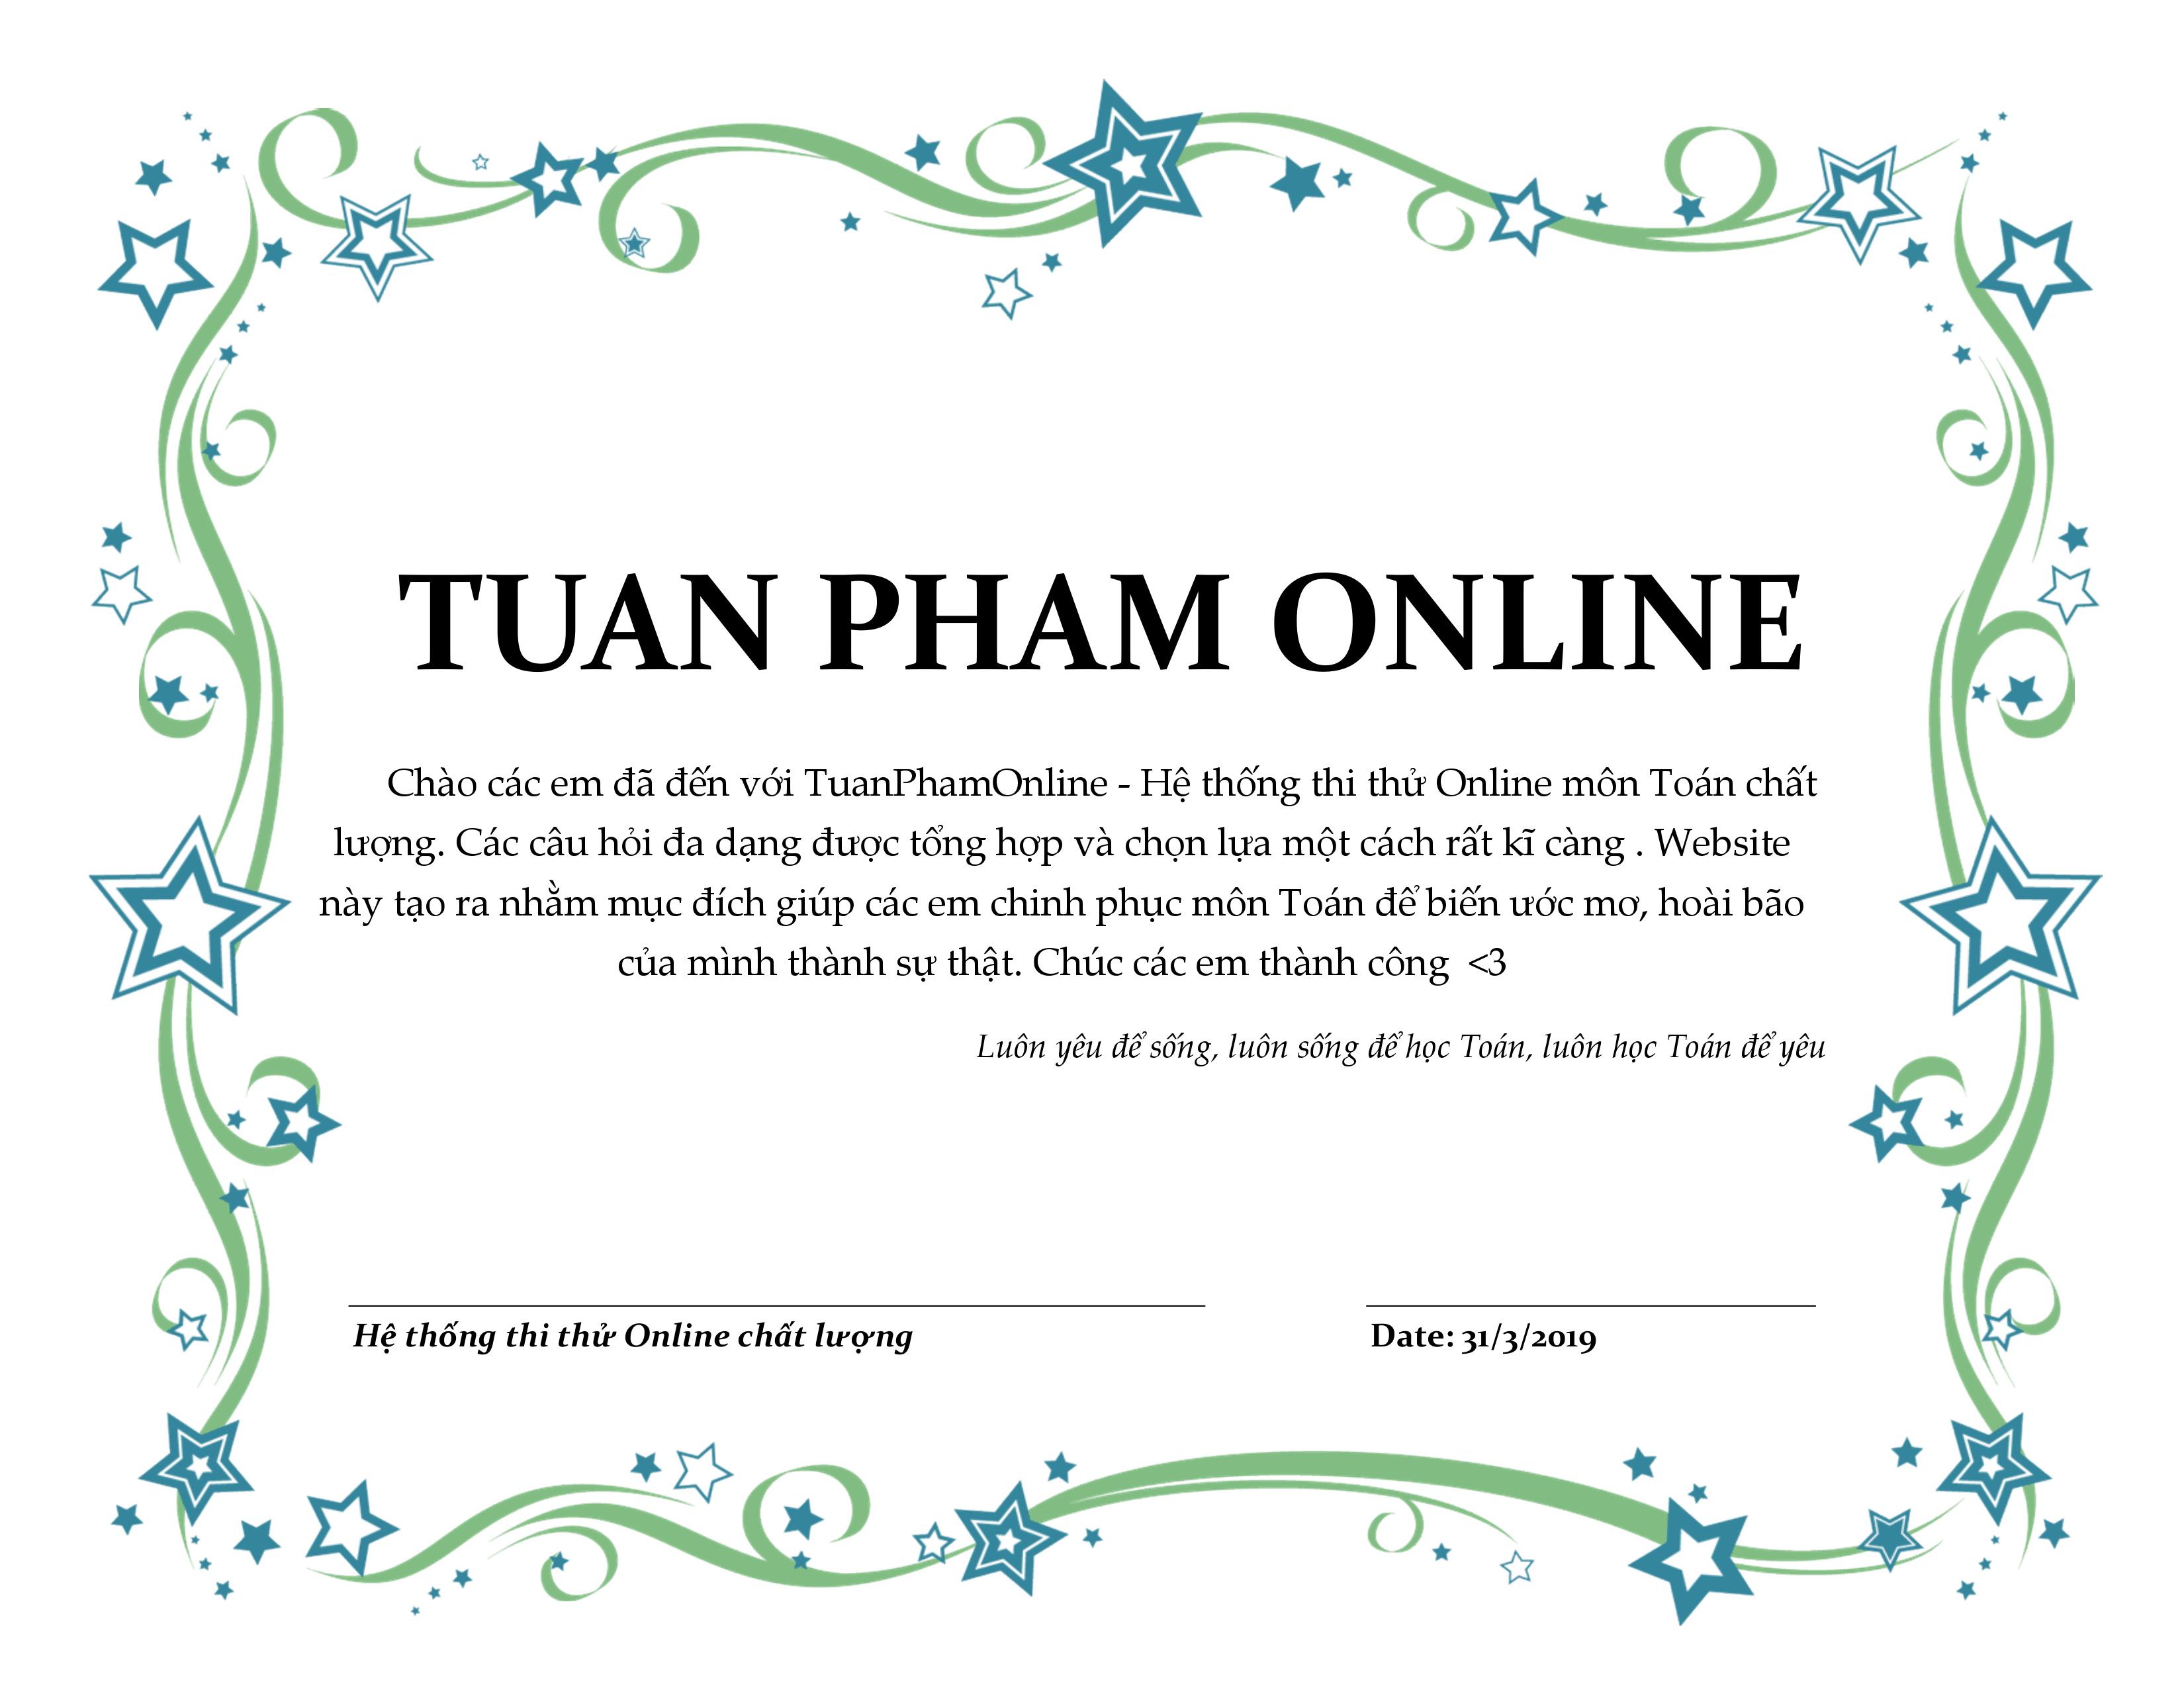 TUAN PHAM ONLINE
Chào các em đã đến với TuanPhamOnline - Hệ thống thi thử Online môn Toán chất
lượng. Các câu hỏi đa dạng được tổng hợp và chọn lựa một cách rất kĩ càng . Website
này tạo ra nhằm mục đích giúp các em chinh phục môn Toán để biến ước mơ, hoài bão
của mình thành sự thật. Chúc các em thành công <3
Luôn yêu để sống, luôn sống để học Toán, luôn học Toán để yêu
Hệ thống thi thử Online chất lượng
Date: 31/3/2019